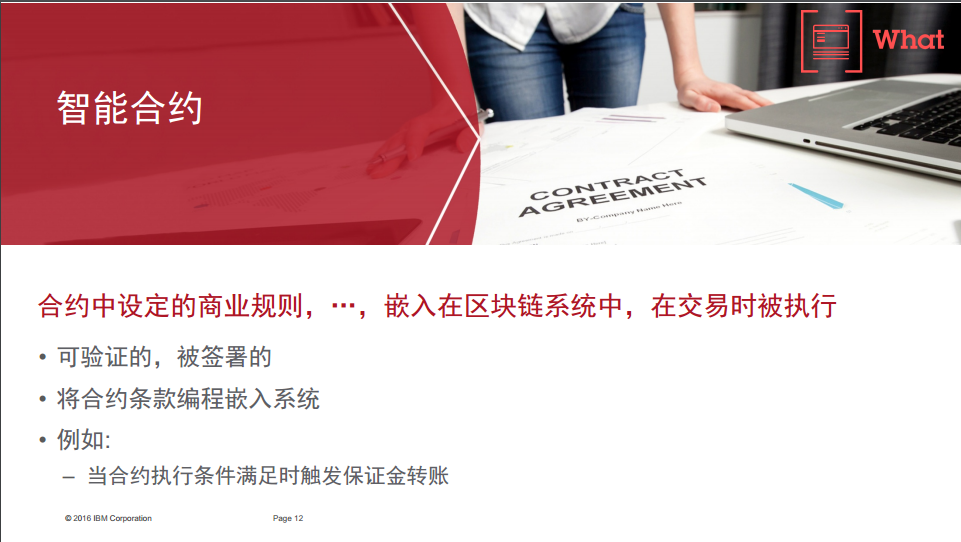 What
智能合约
CONTRACT
AGREEMENT
BY-Company Name Here
合约中设定的商业规则，…，嵌入在区块链系统中，在交易时被执行
• 可验证的，被签署的
• 将合约条款编程嵌入系统
• 例如:
– 当合约执行条件满足时触发保证金转账
© 2016 IBM Corporation
Page 12